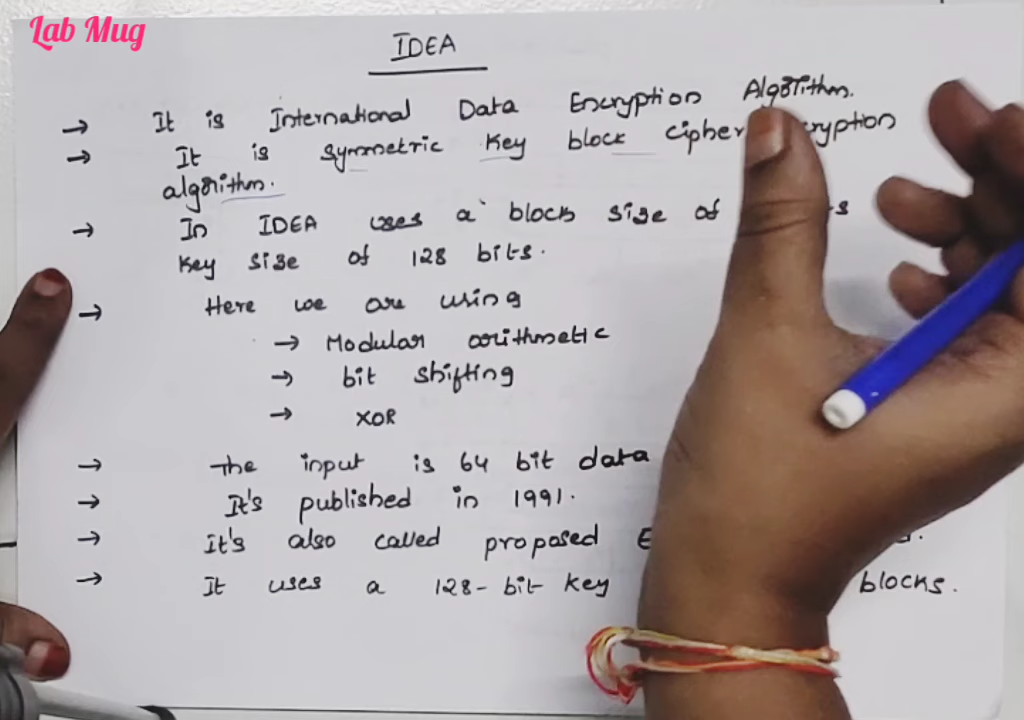 Lab Mug
IDEA
→ It is International Data Encryption Algorithm.
→ It is symmetric key block cipher ryption
algorithm.
→ In IDEA uses a block size of s
key size of 128 bits.
→ Here we are using
→ Modular arithmetic
→ bit shifting
→ XOR
→ The input is 64 bit data
→ It's published in 1991.
→ It's also called proposed E
→ It uses a 128-bit key blocks.